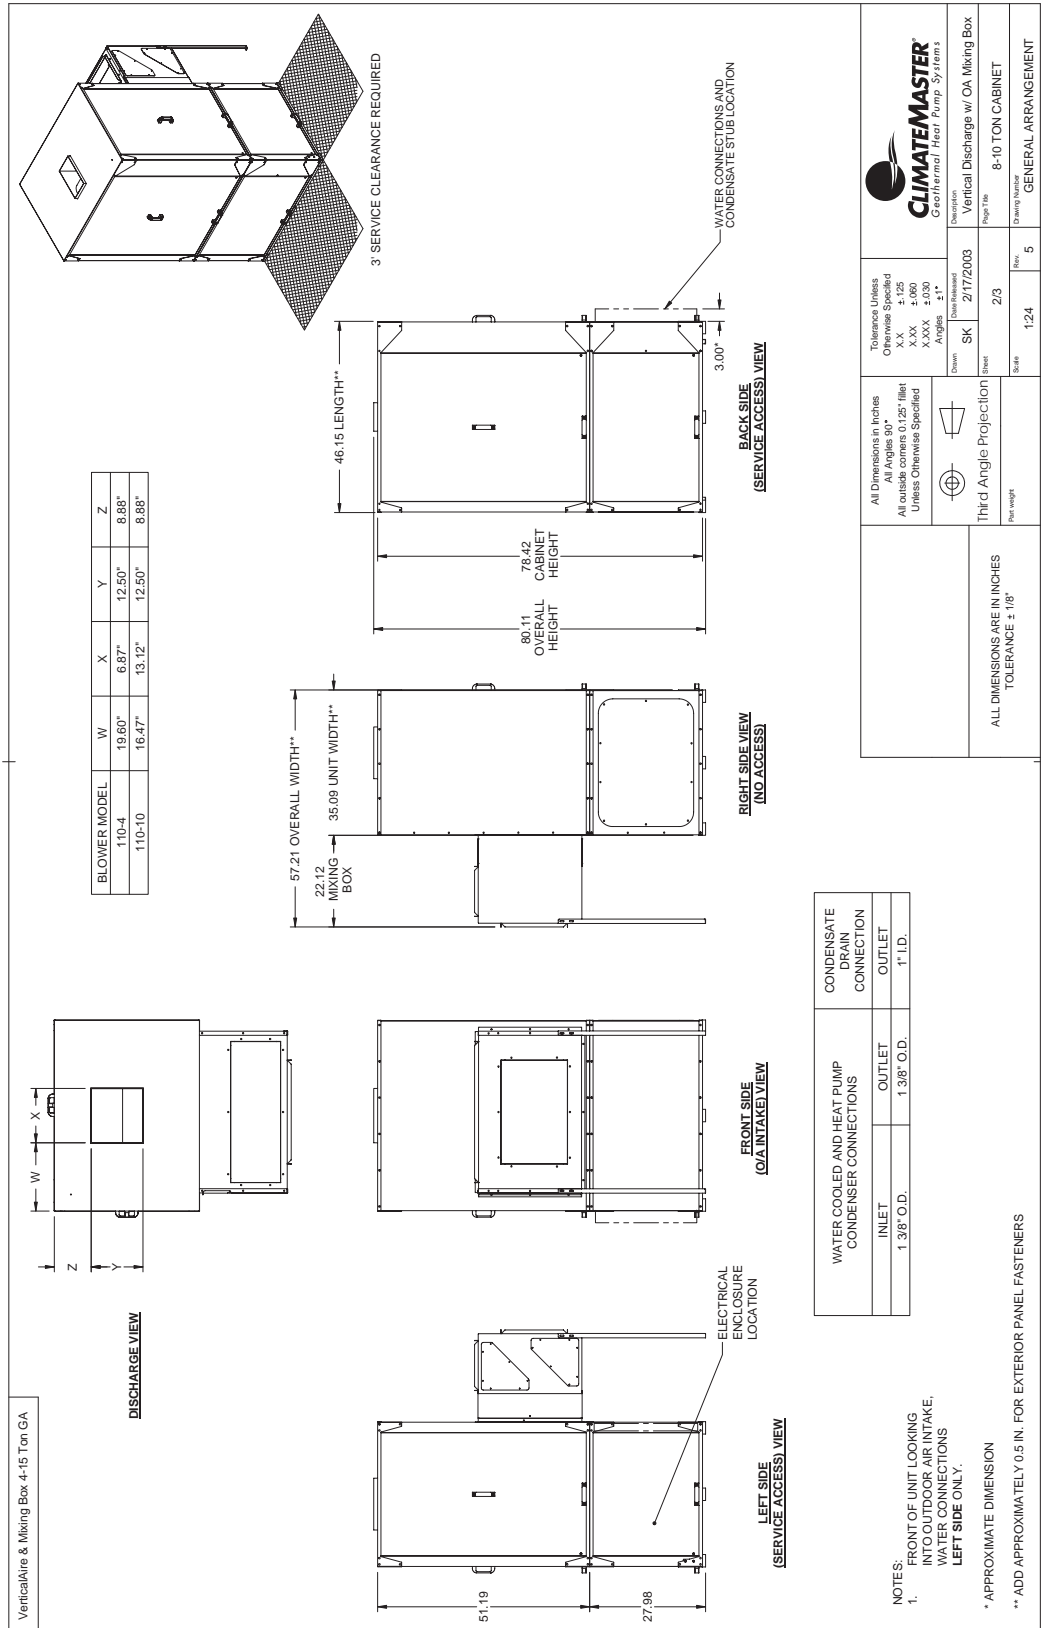 VerticalAire & Mixing Box 4-15 Ton GA
DISCHARGE VIEW
W
X
Z
Y
BLOWER MODEL W X Y Z
110-4 19.60" 6.87" 12.50" 8.88"
110-10 16.47" 13.12" 12.50" 8.88"
3' SERVICE CLEARANCE REQUIRED
51.19
27.98
LEFT SIDE
(SERVICE ACCESS) VIEW
ELECTRICAL
ENCLOSURE
LOCATION
FRONT SIDE
(O/A INTAKE) VIEW
57.21 OVERALL WIDTH**
22.12
MIXING
BOX
35.09 UNIT WIDTH**
RIGHT SIDE VIEW
(NO ACCESS)
80.11
OVERALL
HEIGHT
78.42
CABINET
HEIGHT
46.15 LENGTH**
3.00*
BACK SIDE
(SERVICE ACCESS) VIEW
WATER CONNECTIONS AND
CONDENSATE STUB LOCATION
WATER COOLED AND HEAT PUMP
CONDENSER CONNECTIONS
CONDENSATE
DRAIN
CONNECTION
INLET OUTLET OUTLET
1 3/8" O.D. 1 3/8" O.D. 1" I.D.
NOTES:
1. FRONT OF UNIT LOOKING
INTO OUTDOOR AIR INTAKE,
WATER CONNECTIONS
LEFT SIDE ONLY.
* APPROXIMATE DIMENSION
** ADD APPROXIMATELY 0.5 IN. FOR EXTERIOR PANEL FASTENERS
ALL DIMENSIONS ARE IN INCHES
TOLERANCE ± 1/8"
All Dimensions in Inches
All Angles 90°
All outside corners 0.125" fillet
Unless Otherwise Specified
Third Angle Projection
Part weight
Tolerance Unless
Otherwise Specified
X.X ±.125
X.XX ±.060
X.XXX ±.030
Angles ±1°
Drawn
SK
Date Released
2/17/2003
Sheet
2/3
Scale
1:24
Rev.
5
CLIMATEMASTER®
Geothermal Heat Pump Systems
Description
Vertical Discharge w/ OA Mixing Box
Page Title
8-10 TON CABINET
Drawing Number
GENERAL ARRANGEMENT